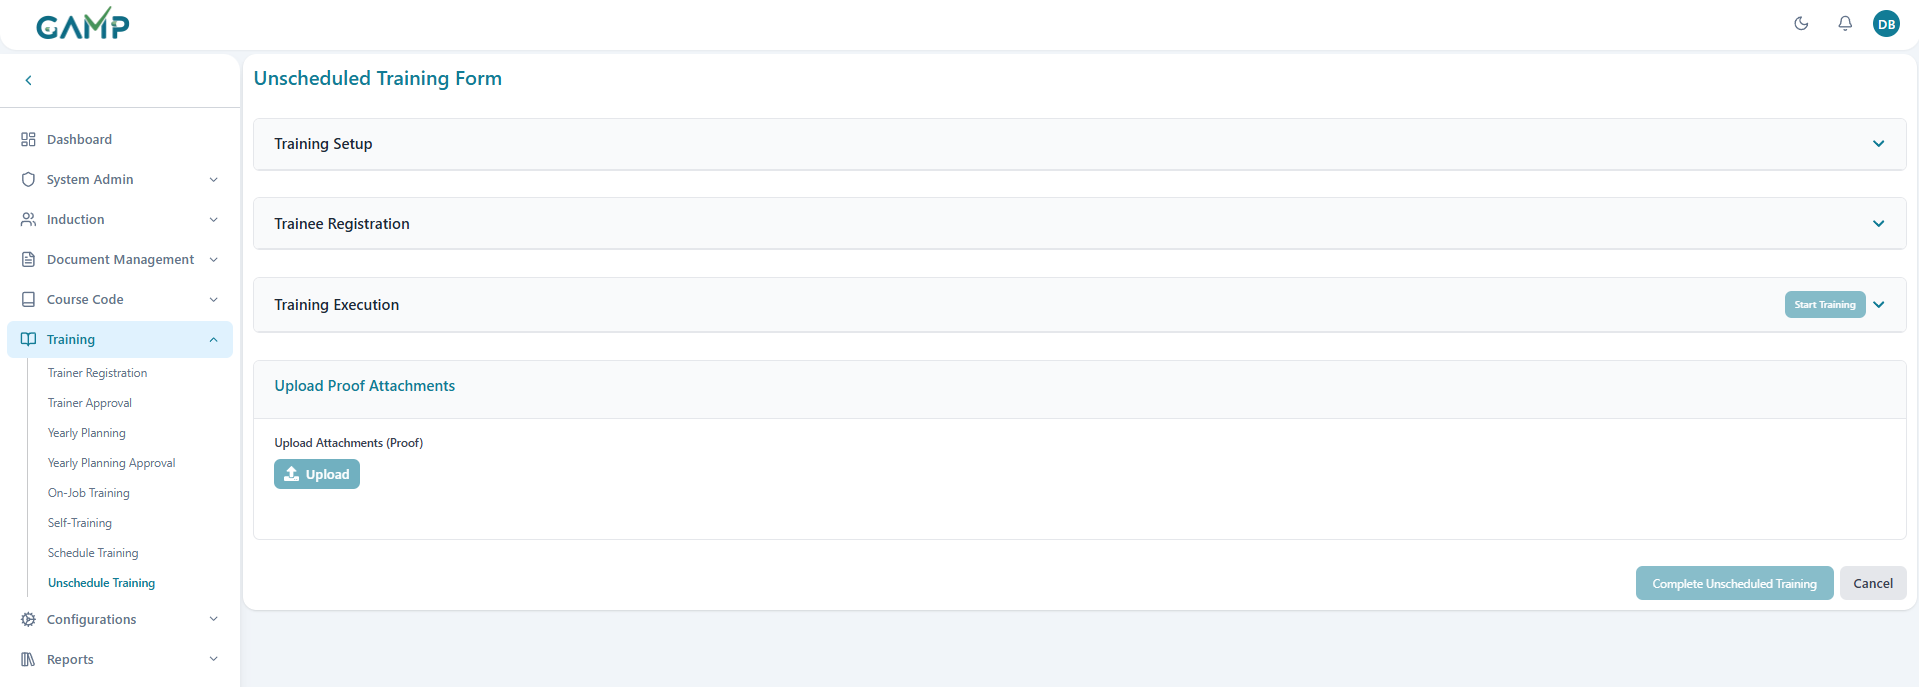 GAMP
DB
Unscheduled Training Form
Dashboard
System Admin
Induction
Document Management
Course Code
Training
Trainer Registration
Trainer Approval
Yearly Planning
Yearly Planning Approval
On-Job Training
Self-Training
Schedule Training
Unschedule Training
Configurations
Reports
Training Setup
Trainee Registration
Training Execution
Start Training
Upload Proof Attachments
Upload Attachments (Proof)
Upload
Complete Unscheduled Training
Cancel